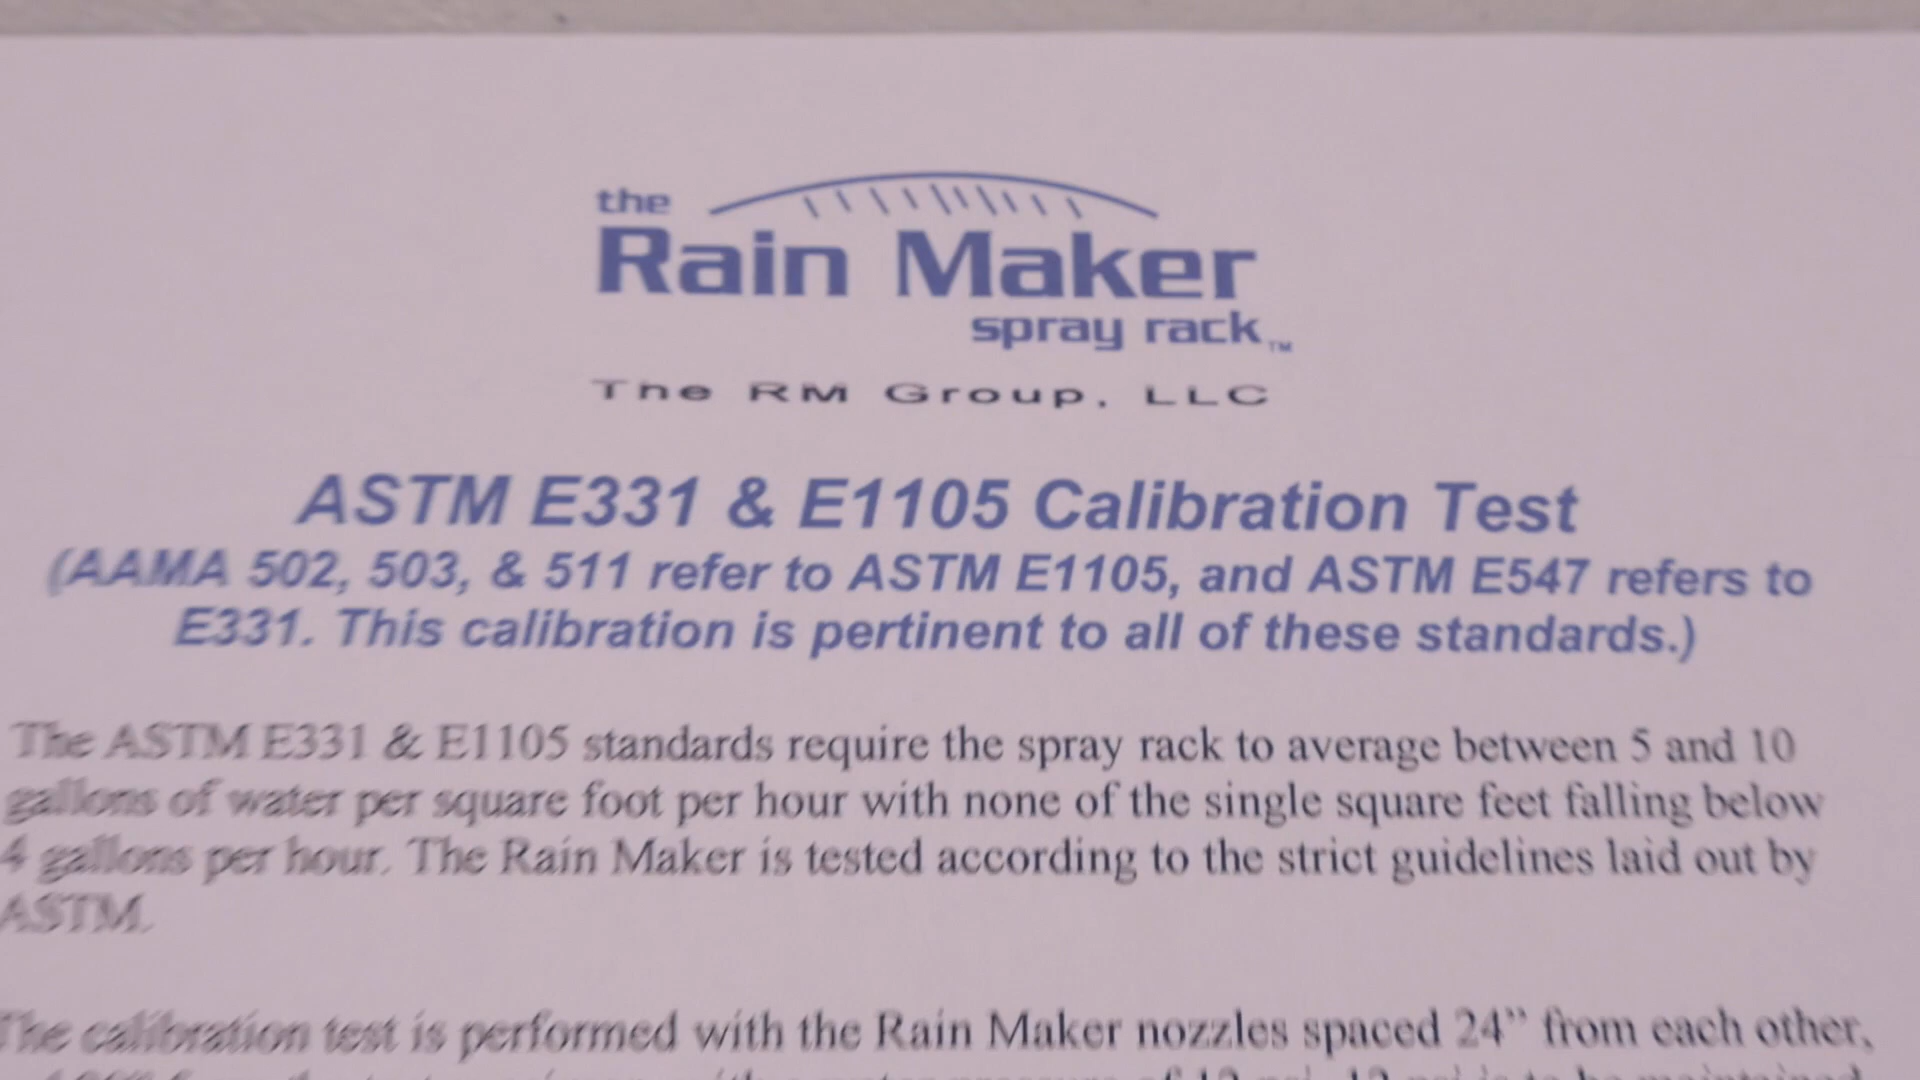 the
Rain Maker
spray rack™
The RM Group, LLC
ASTM E331 & E1105 Calibration Test
(AAMA 502, 503, & 511 refer to ASTM E1105, and ASTM E547 refers to
E331. This calibration is pertinent to all of these standards.)
The ASTM E331 & E1105 standards require the spray rack to average between 5 and 10
gallons of water per square foot per hour with none of the single square feet falling below
4 gallons per hour. The Rain Maker is tested according to the strict guidelines laid out by
ASTM.
The calibration test is performed with the Rain Maker nozzles spaced 24” from each other,